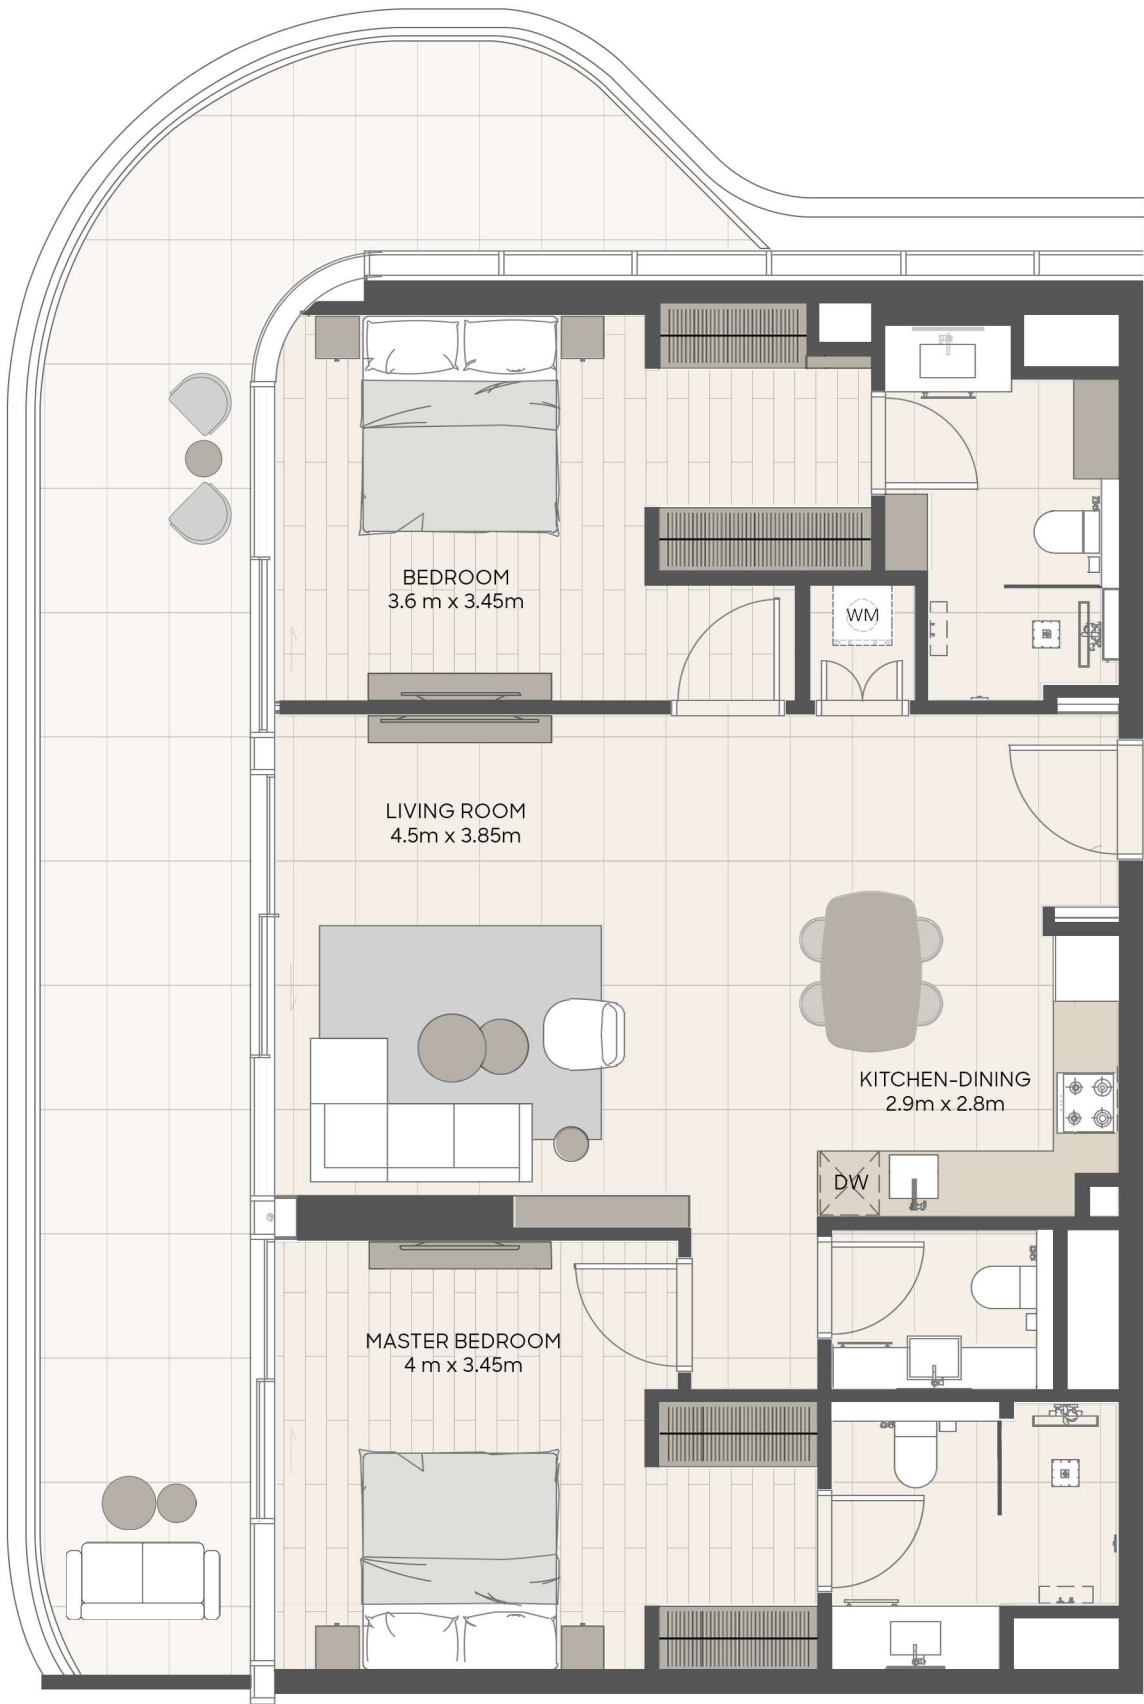 BEDROOM
3.6 m x 3.45m
WM
LIVING ROOM
4.5m x 3.85m
KITCHEN-DINING
2.9m x 2.8m
DW
MASTER BEDROOM
4 m x 3.45m